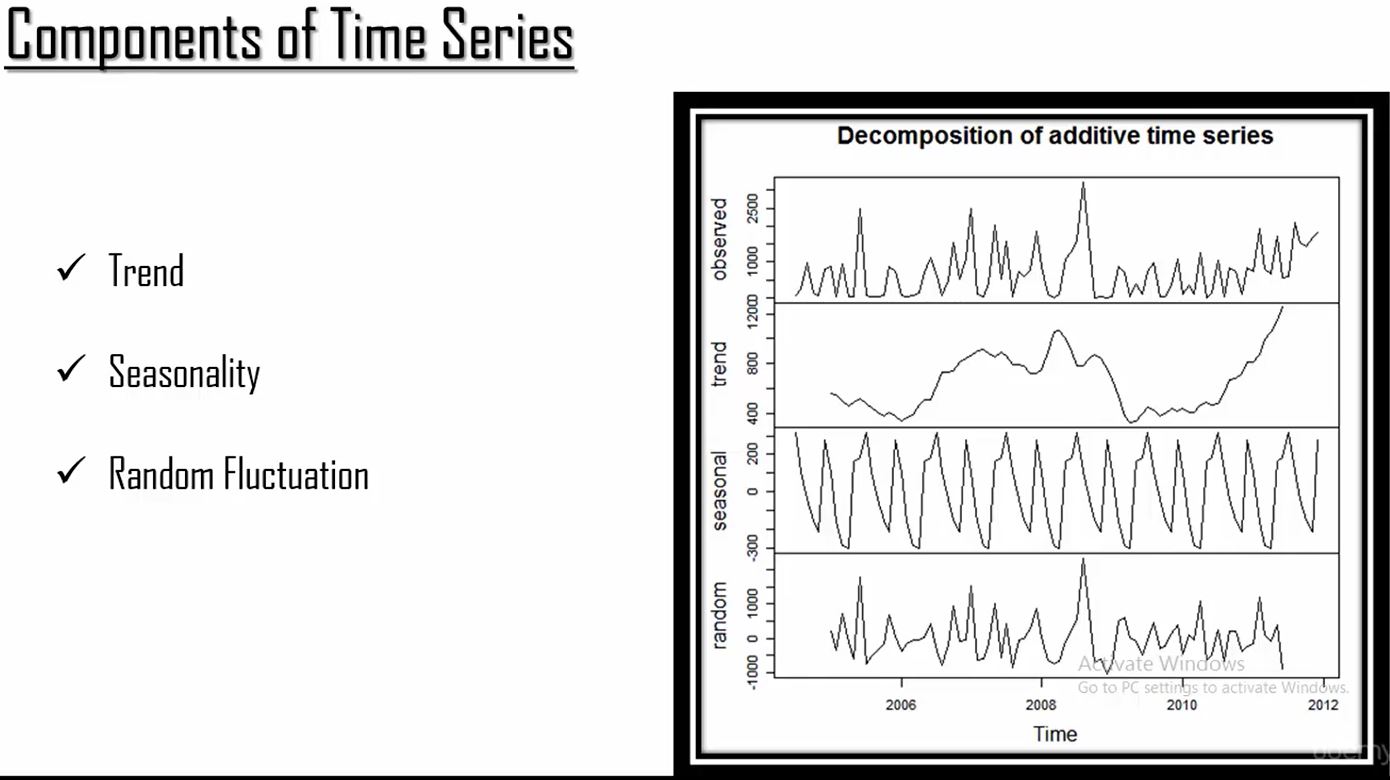 Components of Time Series
✓ Trend
✓ Seasonality
✓ Random Fluctuation
Decomposition of additive time series
observed
2500
1000
trend
12000
800
400
seasonal
200
0
-300
random
1000
0
-1000
2006 2008 2010 2012
Time
Activate Windows
Go to PC settings to activate Windows.
udemy